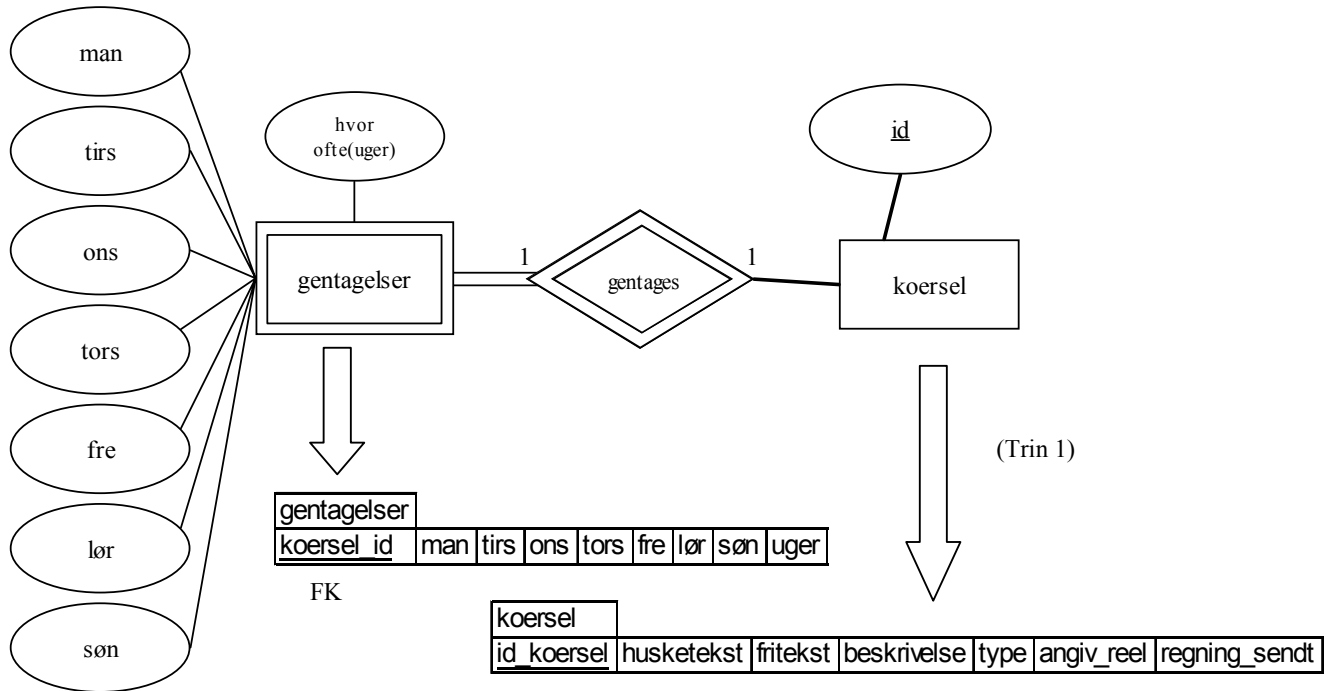 man
tirs
ons
tors
fre
lør
søn
hvor
ofte(uger)
id
gentagelser
1
gentages
1
koersel
(Trin 1)
gentagelser
koersel_id man tirs ons tors fre lør søn uger
FK
koersel
id_koersel husketekst fritekst beskrivelse type angiv_reel regning_sendt